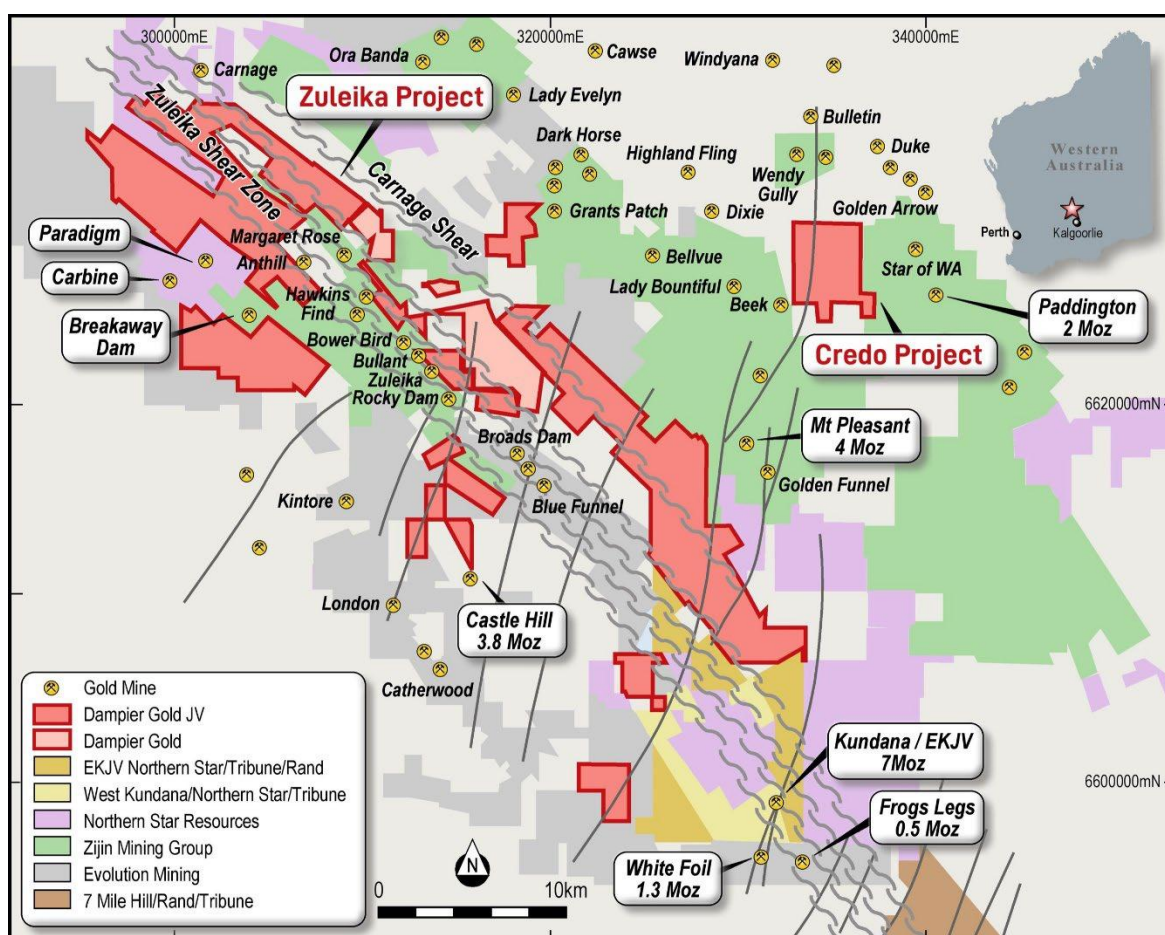 300000mE
320000mE
340000mE
Carnage
Ora Banda
Cawse
Windyana
Zuleika Project
Lady Evelyn
Bulletin
Western
Australia
Perth
Kalgoorlie
Zuleika Shear Zone
Carnage Shear
Dark Horse
Highland Fling
Wendy
Gully
Duke
Grants Patch
Dixie
Golden Arrow
Paradigm
Margaret Rose
Anthill
Carbine
Bellvue
Star of WA
Lady Bountiful
Beek
Paddington
2 Moz
Hawkins
Find
Breakaway
Dam
Bower Bird
Bullant
Zuleika
Rocky Dam
Credo Project
6620000mN
Broads Dam
Mt Pleasant
4 Moz
Golden Funnel
Kintore
Blue Funnel
London
Castle Hill
3.8 Moz
Catherwood
Kundana / EKJV
7Moz
6600000mN
Frogs Legs
0.5 Moz
White Foil
1.3 Moz
Gold Mine
Dampier Gold JV
Dampier Gold
EKJV Northern Star/Tribune/Rand
West Kundana/Northern Star/Tribune
Northern Star Resources
Zijin Mining Group
Evolution Mining
7 Mile Hill/Rand/Tribune
N
0
10km